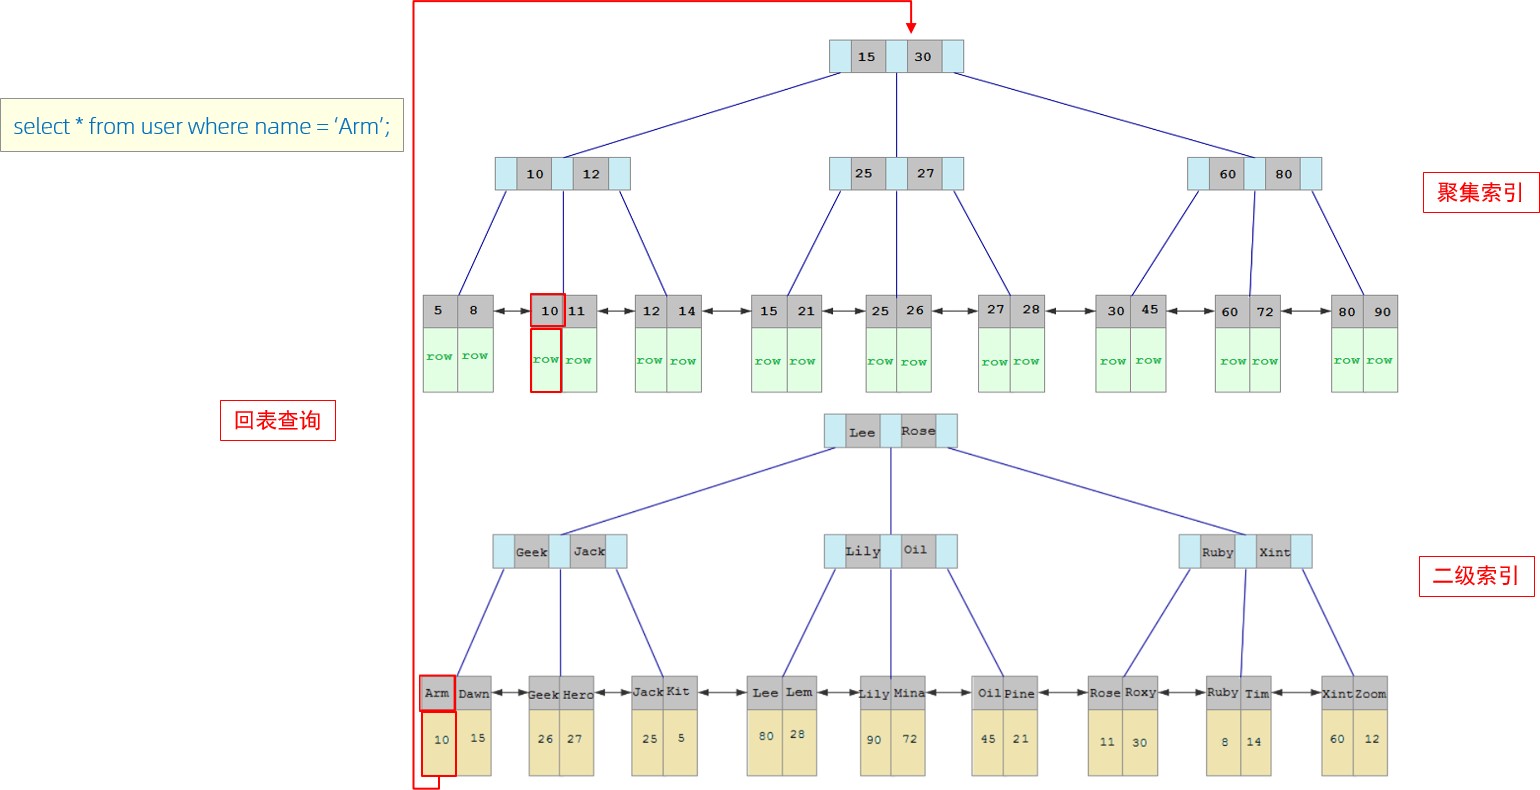 15 30
select * from user where name = ‘Arm’;
10 12 25 27 60 80
聚集索引
5 8 10 11 12 14 15 21 25 26 27 28 30 45 60 72 80 90
row row row row row row row row row row row row row row row row row row
回表查询
Lee Rose
Geek Jack Lily Oil Ruby Xint
二级索引
Arm Dawn Geek Hero Jack Kit Lee Lem Lily Mina Oil Pine Rose Roxy Ruby Tim Xint Zoom
10 15 26 27 25 5 80 28 90 72 45 21 11 30 8 14 60 12